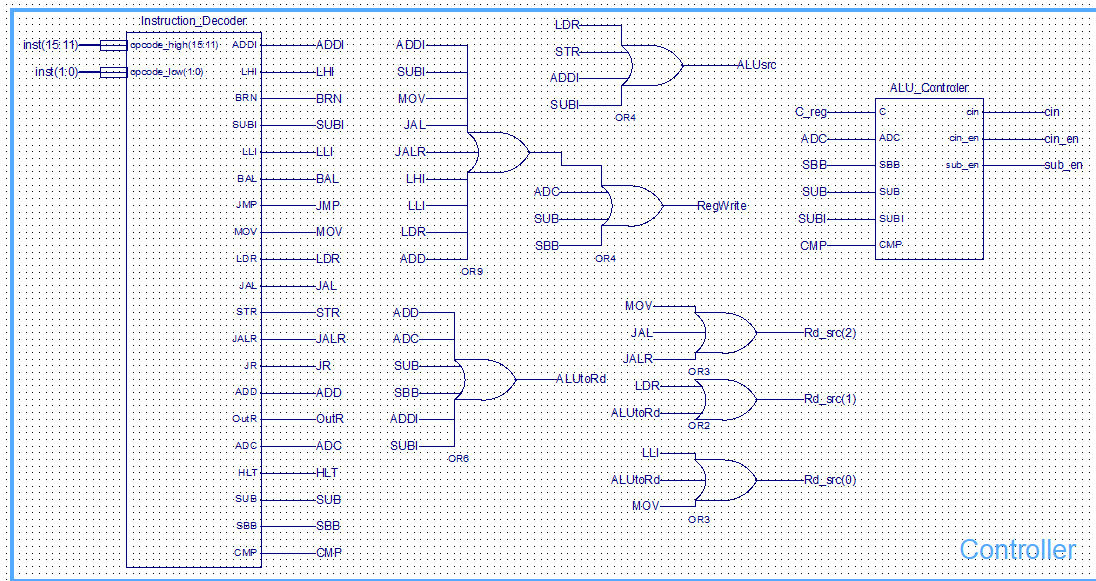 Instruction_Decoder
inst(15:11) opcode_high(15:11)
inst(1:0) opcode_low(1:0)
ADDI ADDI
LHI LHI
BRN BRN
SUBI SUBI
LLI LLI
BAL BAL
JMP JMP
MOV MOV
LDR LDR
JAL JAL
STR STR
JALR JALR
JR JR
ADD ADD
OutR OutR
ADC ADC
HLT HLT
SUB SUB
SBB SBB
CMP CMP
ADDI
SUBI
MOV
JAL
JALR
LHI
LLI
LDR
ADD
OR9
ADC
SUB
SBB
OR4
RegWrite
ADD
ADC
SUB
SBB
ADDI
SUBI
OR6
ALUtoRd
LDR
STR
ADDI
SUBI
OR4
ALUsrc
MOV
JAL
JALR
OR3
Rd_src(2)
LDR
ALUtoRd
OR2
Rd_src(1)
LLI
ALUtoRd
MOV
OR3
Rd_src(0)
ALU_Controler
C_reg C cin cin
ADC ADC cin_en cin_en
SBB SBB sub_en sub_en
SUB SUB
SUBI SUBI
CMP CMP
Controller